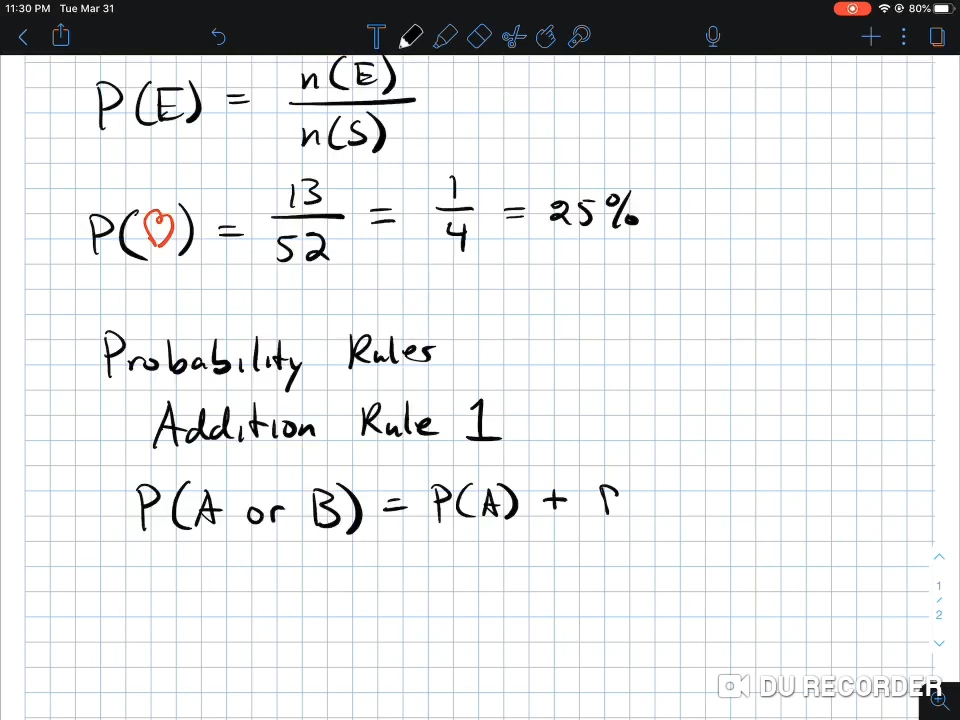 11:30 PM Tue Mar 31 80%
P(E) = n(E) / n(S)
P(♡) = 13/52 = 1/4 = 25%
Probability Rules
Addition Rule 1
P(A or B) = P(A) + P
1
2
DU RECORDER